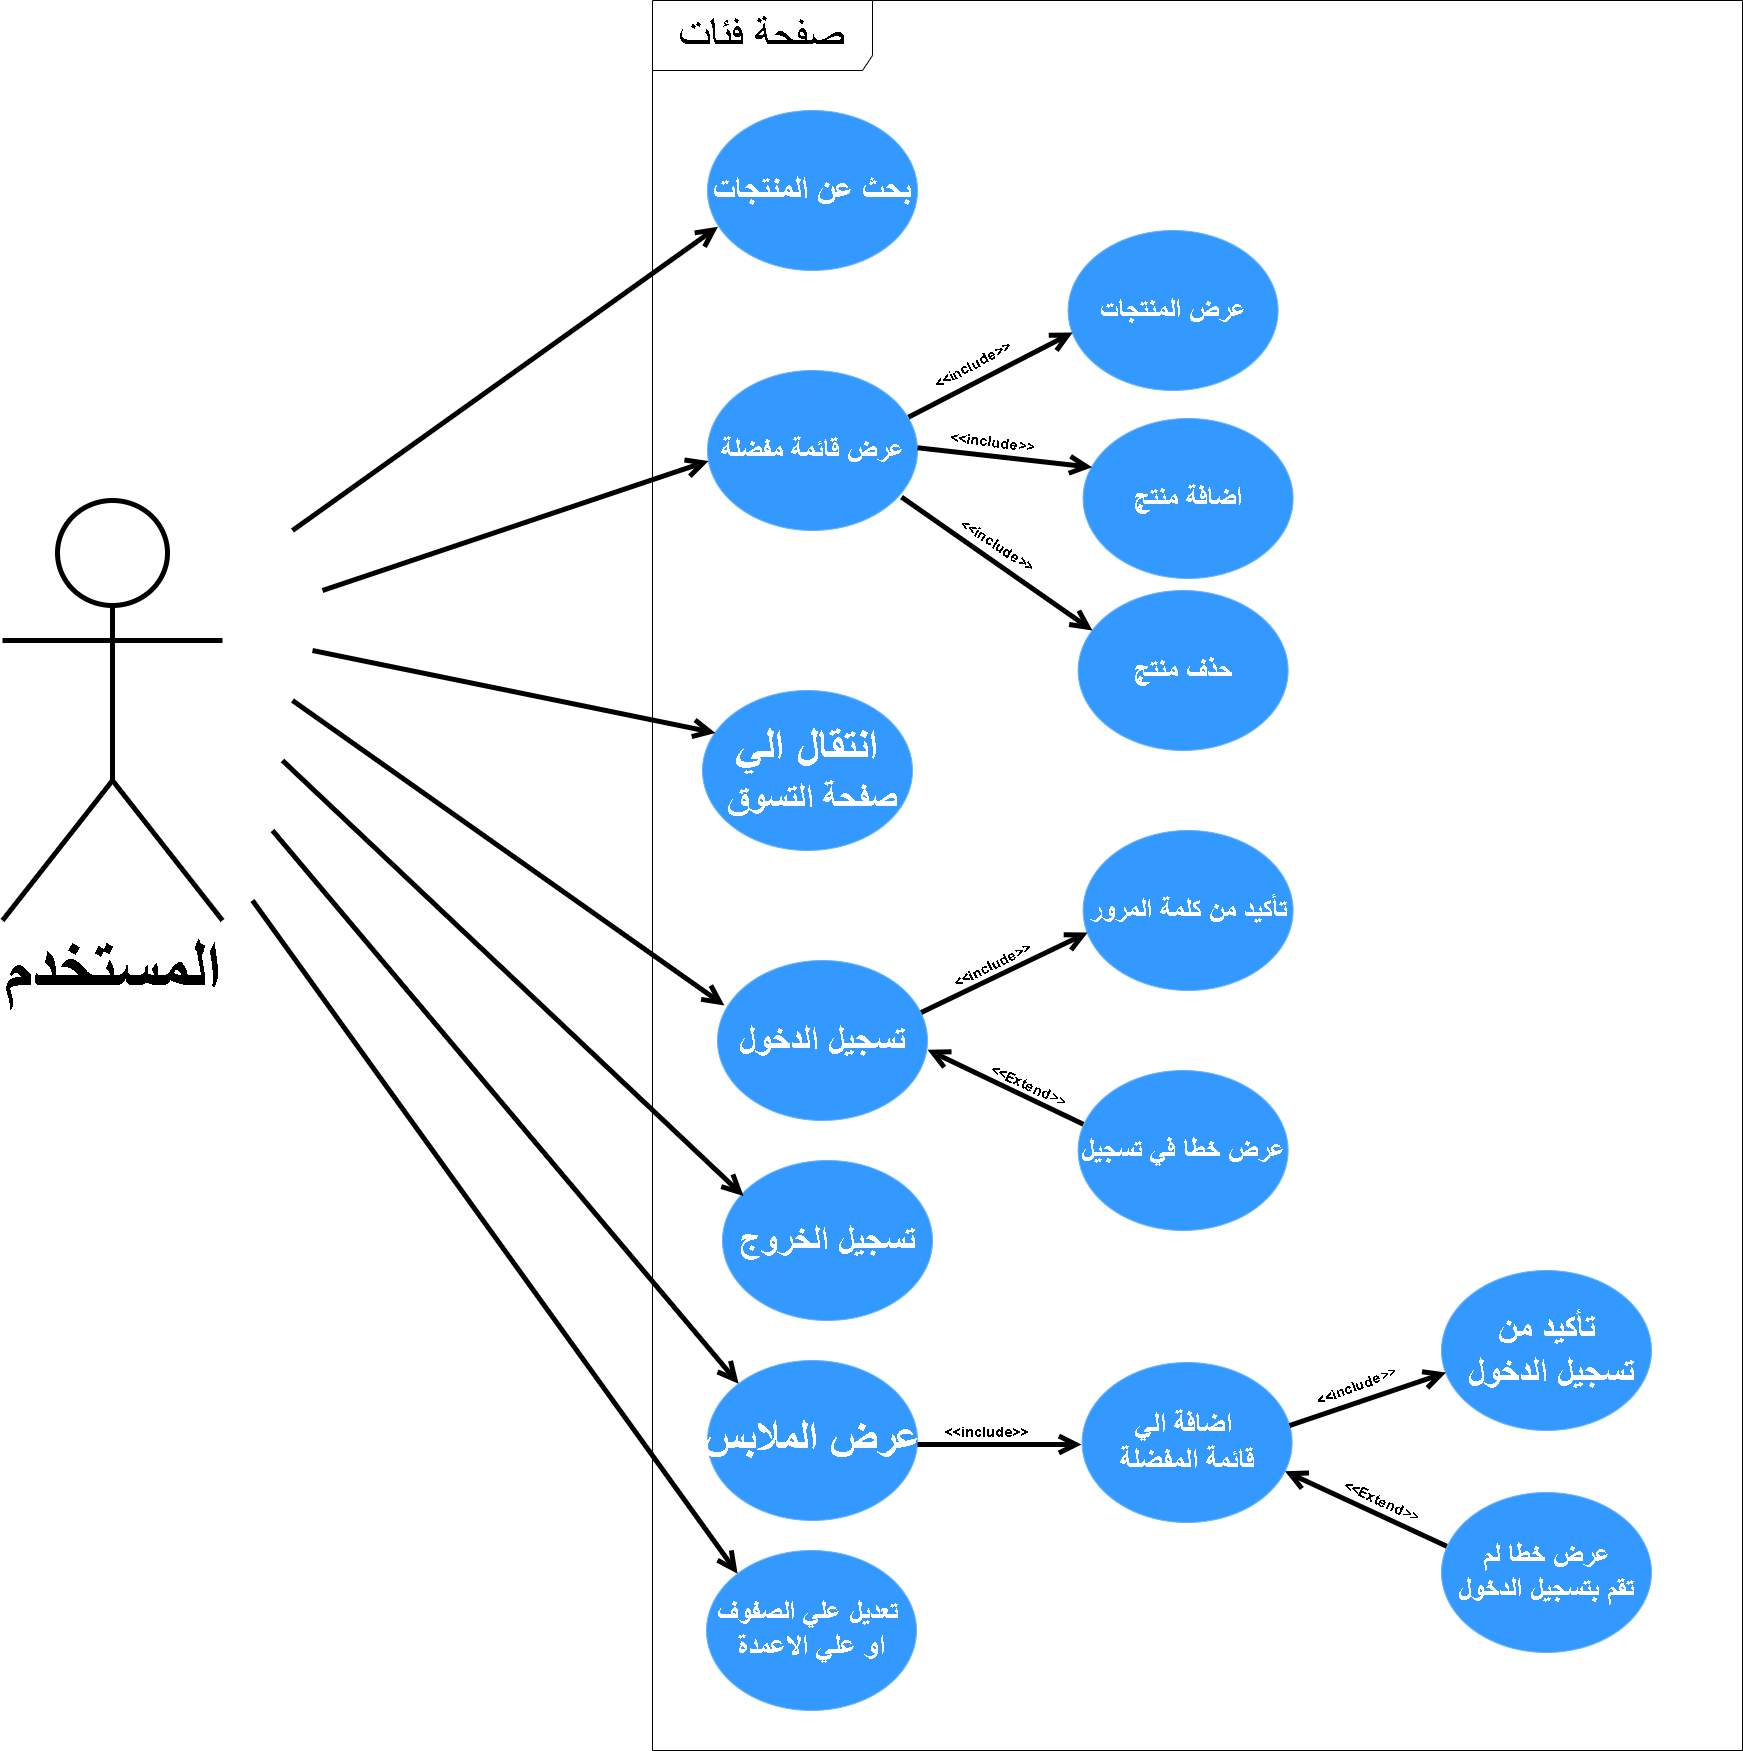 صفحة فئات
بحث عن المنتجات
عرض المنتجات
<<include>>
عرض قائمة مفضلة
<<include>>
اضافة منتج
<<include>>
حذف منتج
انتقال الي
صفحة التسوق
تأكيد من كلمة المرور
<<include>>
المستخدم
تسجيل الدخول
<<Extend>>
عرض خطا في تسجيل
تسجيل الخروج
تأكيد من
تسجيل الدخول
<<include>>
عرض الملابس
<<include>>
اضافة الي
قائمة المفضلة
<<Extend>>
عرض خطا لم
تقم بتسجيل الدخول
تعديل علي الصفوف
او علي الاعمدة